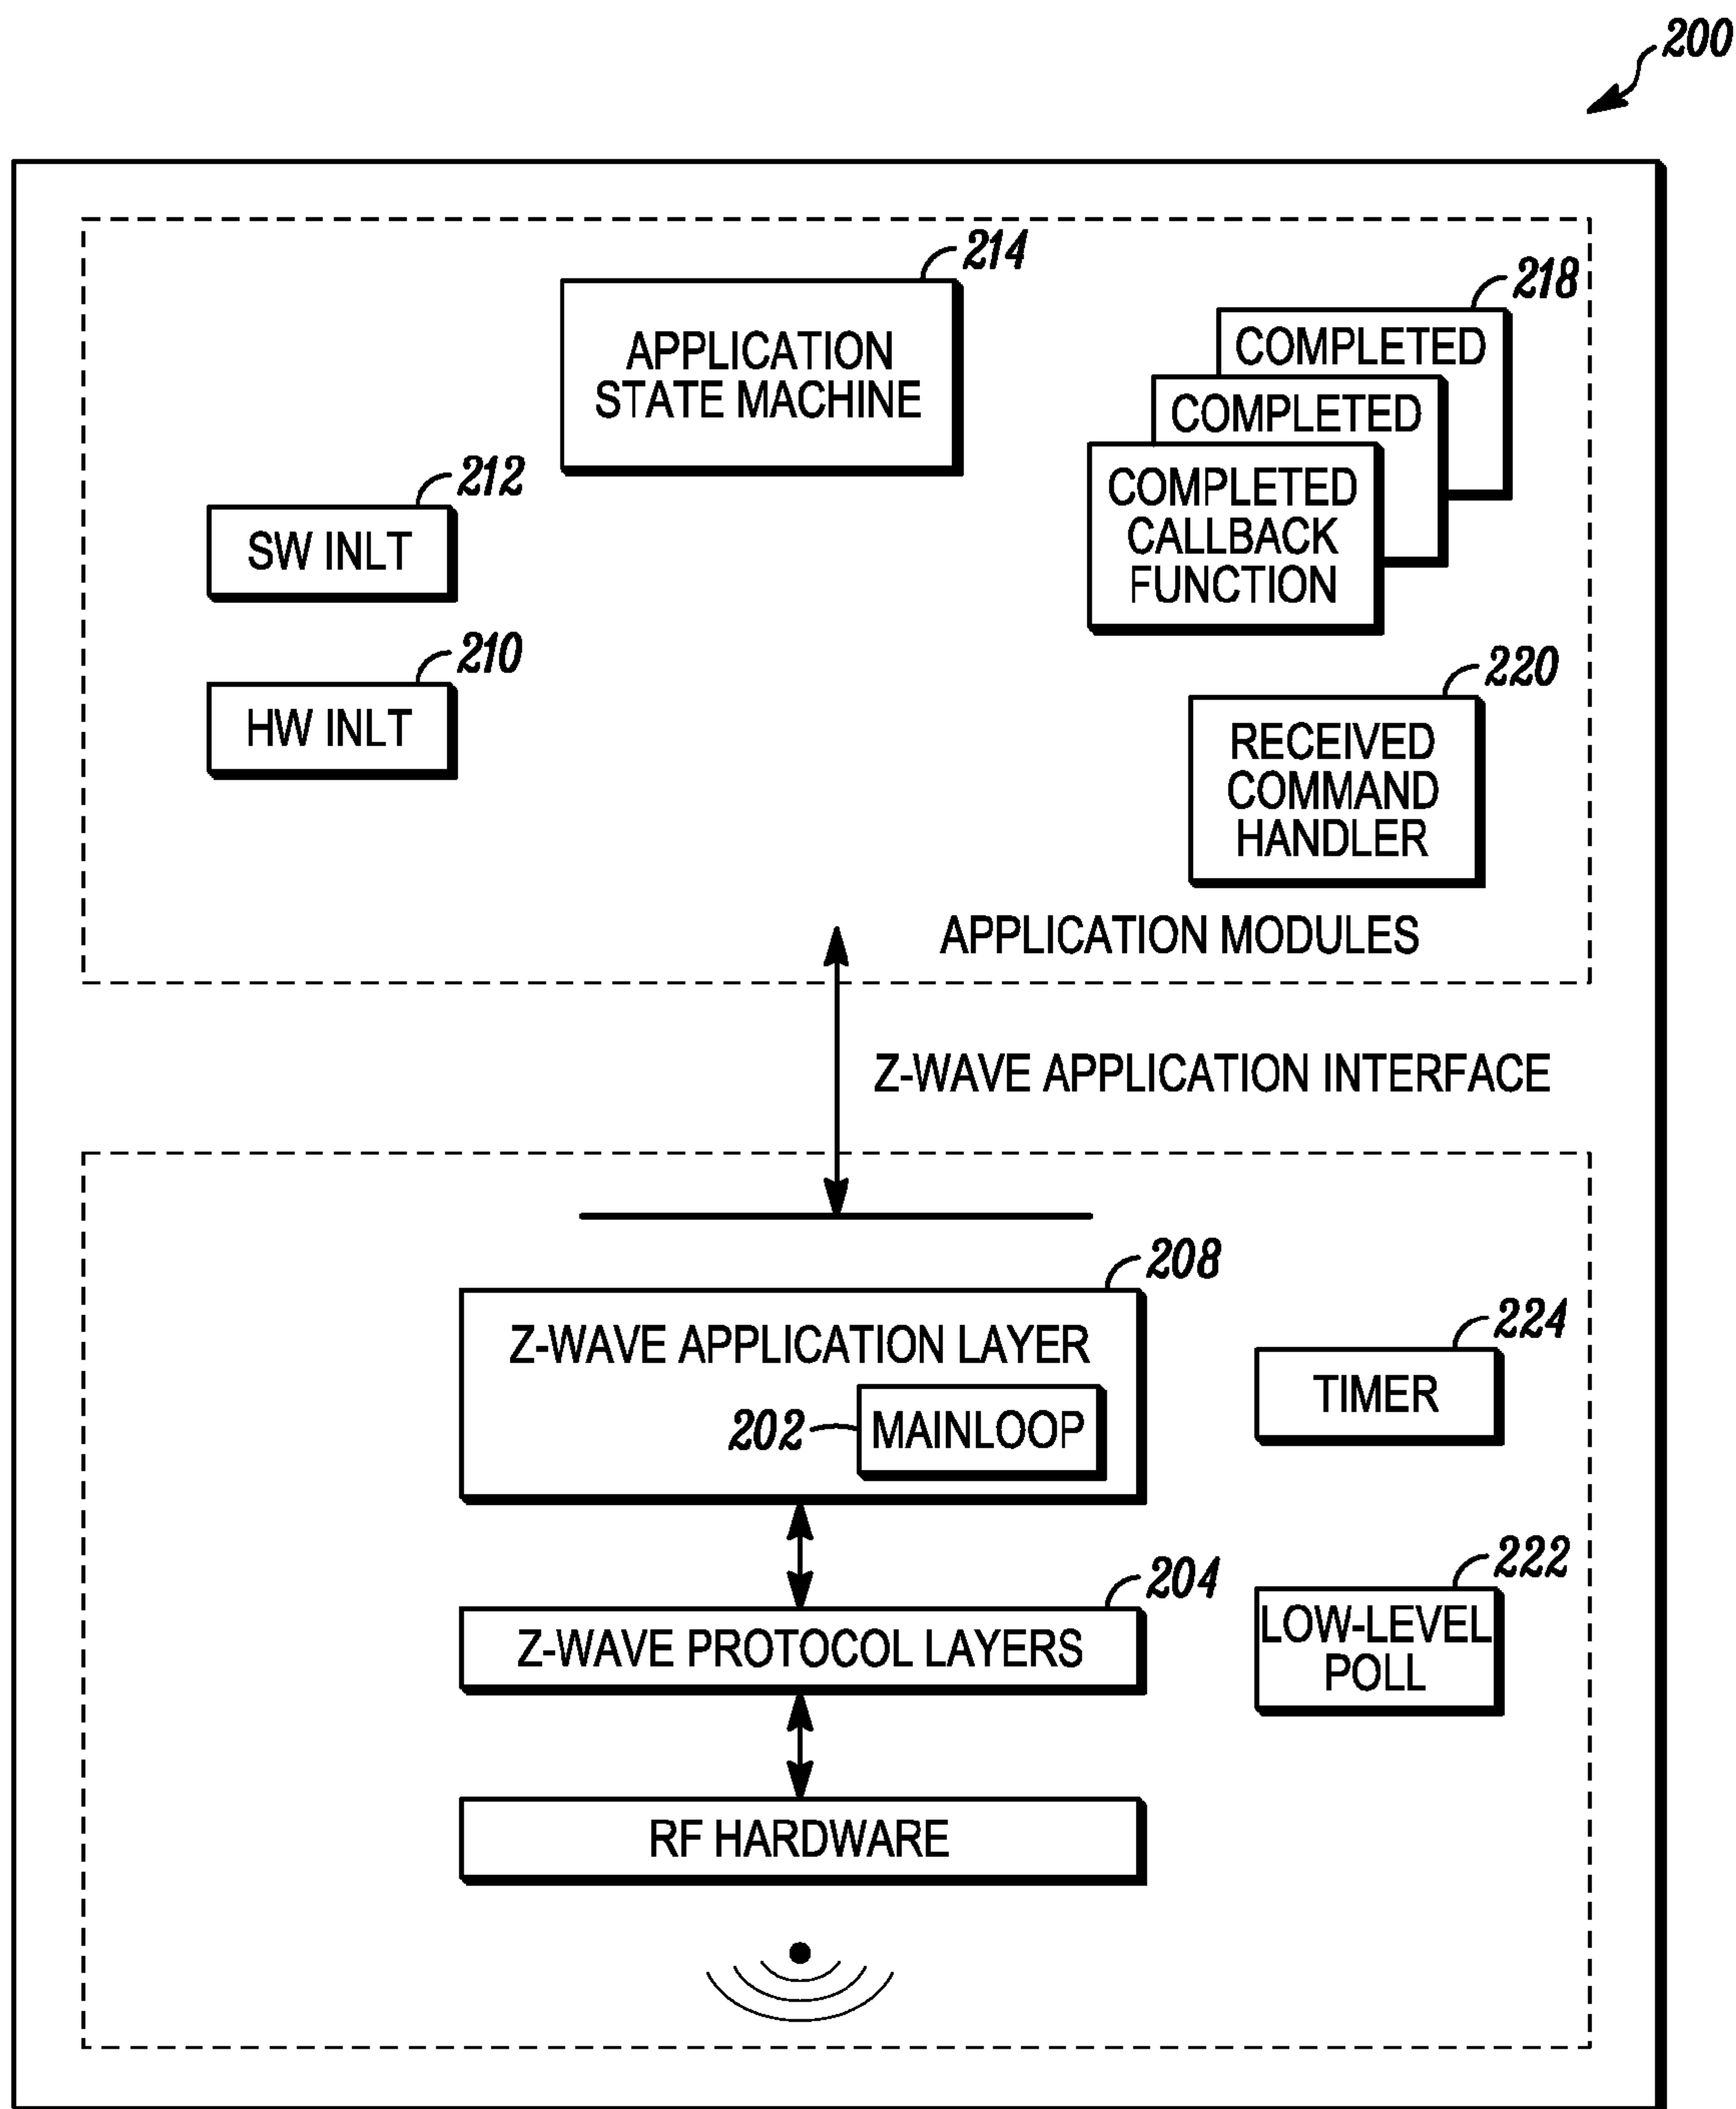 200
214
APPLICATION
STATE MACHINE
218
COMPLETED
COMPLETED
COMPLETED
CALLBACK
FUNCTION
212
SW INLT
210
HW INLT
220
RECEIVED
COMMAND
HANDLER
APPLICATION MODULES
Z-WAVE APPLICATION INTERFACE
208
Z-WAVE APPLICATION LAYER
202 MAINLOOP
224
TIMER
204
Z-WAVE PROTOCOL LAYERS
222
LOW-LEVEL
POLL
RF HARDWARE